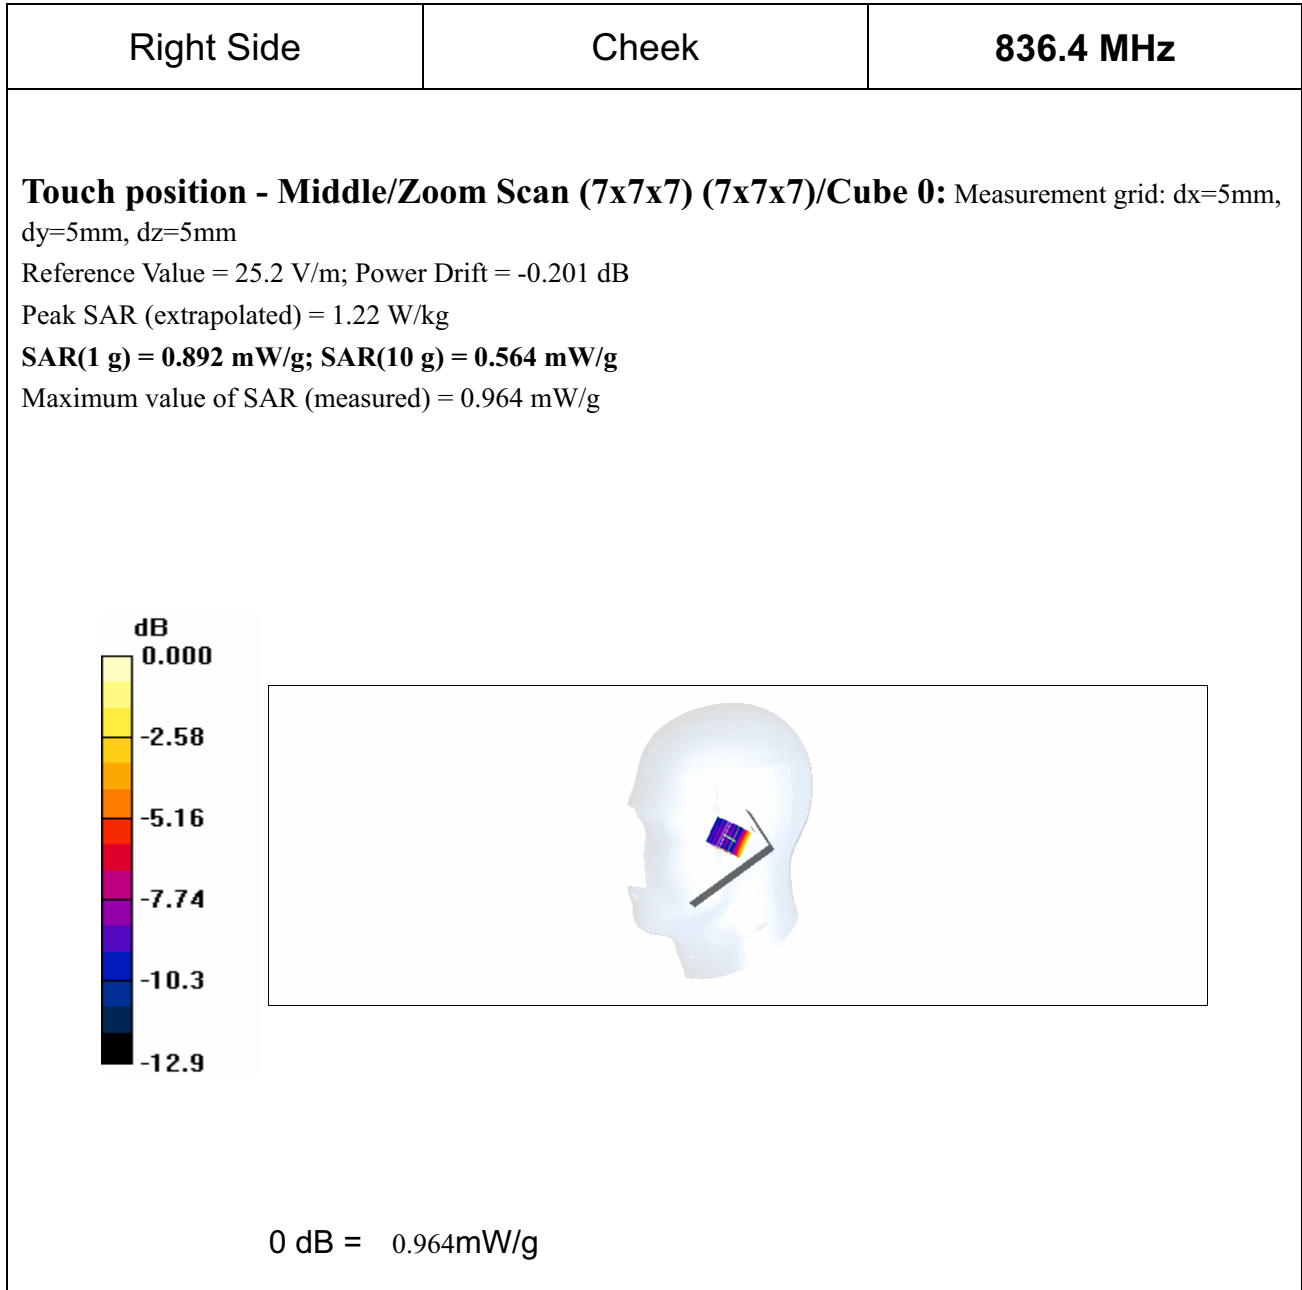 Right Side Cheek 836.4 MHz
Touch position - Middle/Zoom Scan (7x7x7) (7x7x7)/Cube 0: Measurement grid: dx=5mm,
dy=5mm, dz=5mm
Reference Value = 25.2 V/m; Power Drift = -0.201 dB
Peak SAR (extrapolated) = 1.22 W/kg
SAR(1 g) = 0.892 mW/g; SAR(10 g) = 0.564 mW/g
Maximum value of SAR (measured) = 0.964 mW/g
dB
0.000
-2.58
-5.16
-7.74
-10.3
-12.9
0 dB = 0.964mW/g